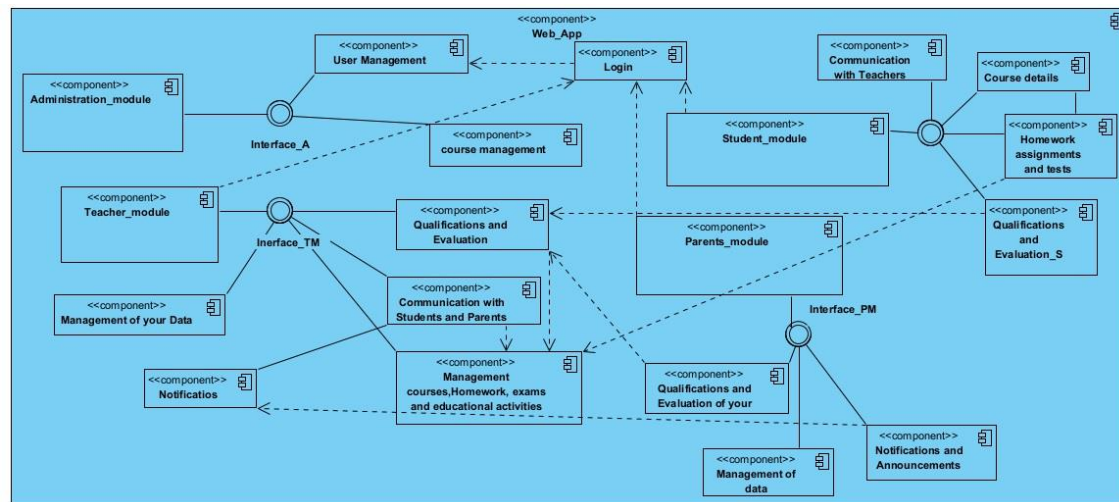 <<component>>
Web_App
<<component>>
User Management
<<component>>
Login
<<component>>
Communication
with Teachers
<<component>>
Course details
<<component>>
Administration_module
Interface_A
<<component>>
course management
<<component>>
Student_module
<<component>>
Homework
assignments
and tests
<<component>>
Teacher_module
Inerface_TM
<<component>>
Qualifications and
Evaluation
<<component>>
Parents_module
<<component>>
Qualifications
and
Evaluation_S
<<component>>
Management of your Data
<<component>>
Communication with
Students and Parents
Interface_PM
<<component>>
Notificatios
<<component>>
Management
courses,Homework, exams
and educational activities
<<component>>
Qualifications and
Evaluation of your
<<component>>
Notifications and
Announcements
<<component>>
Management of
data